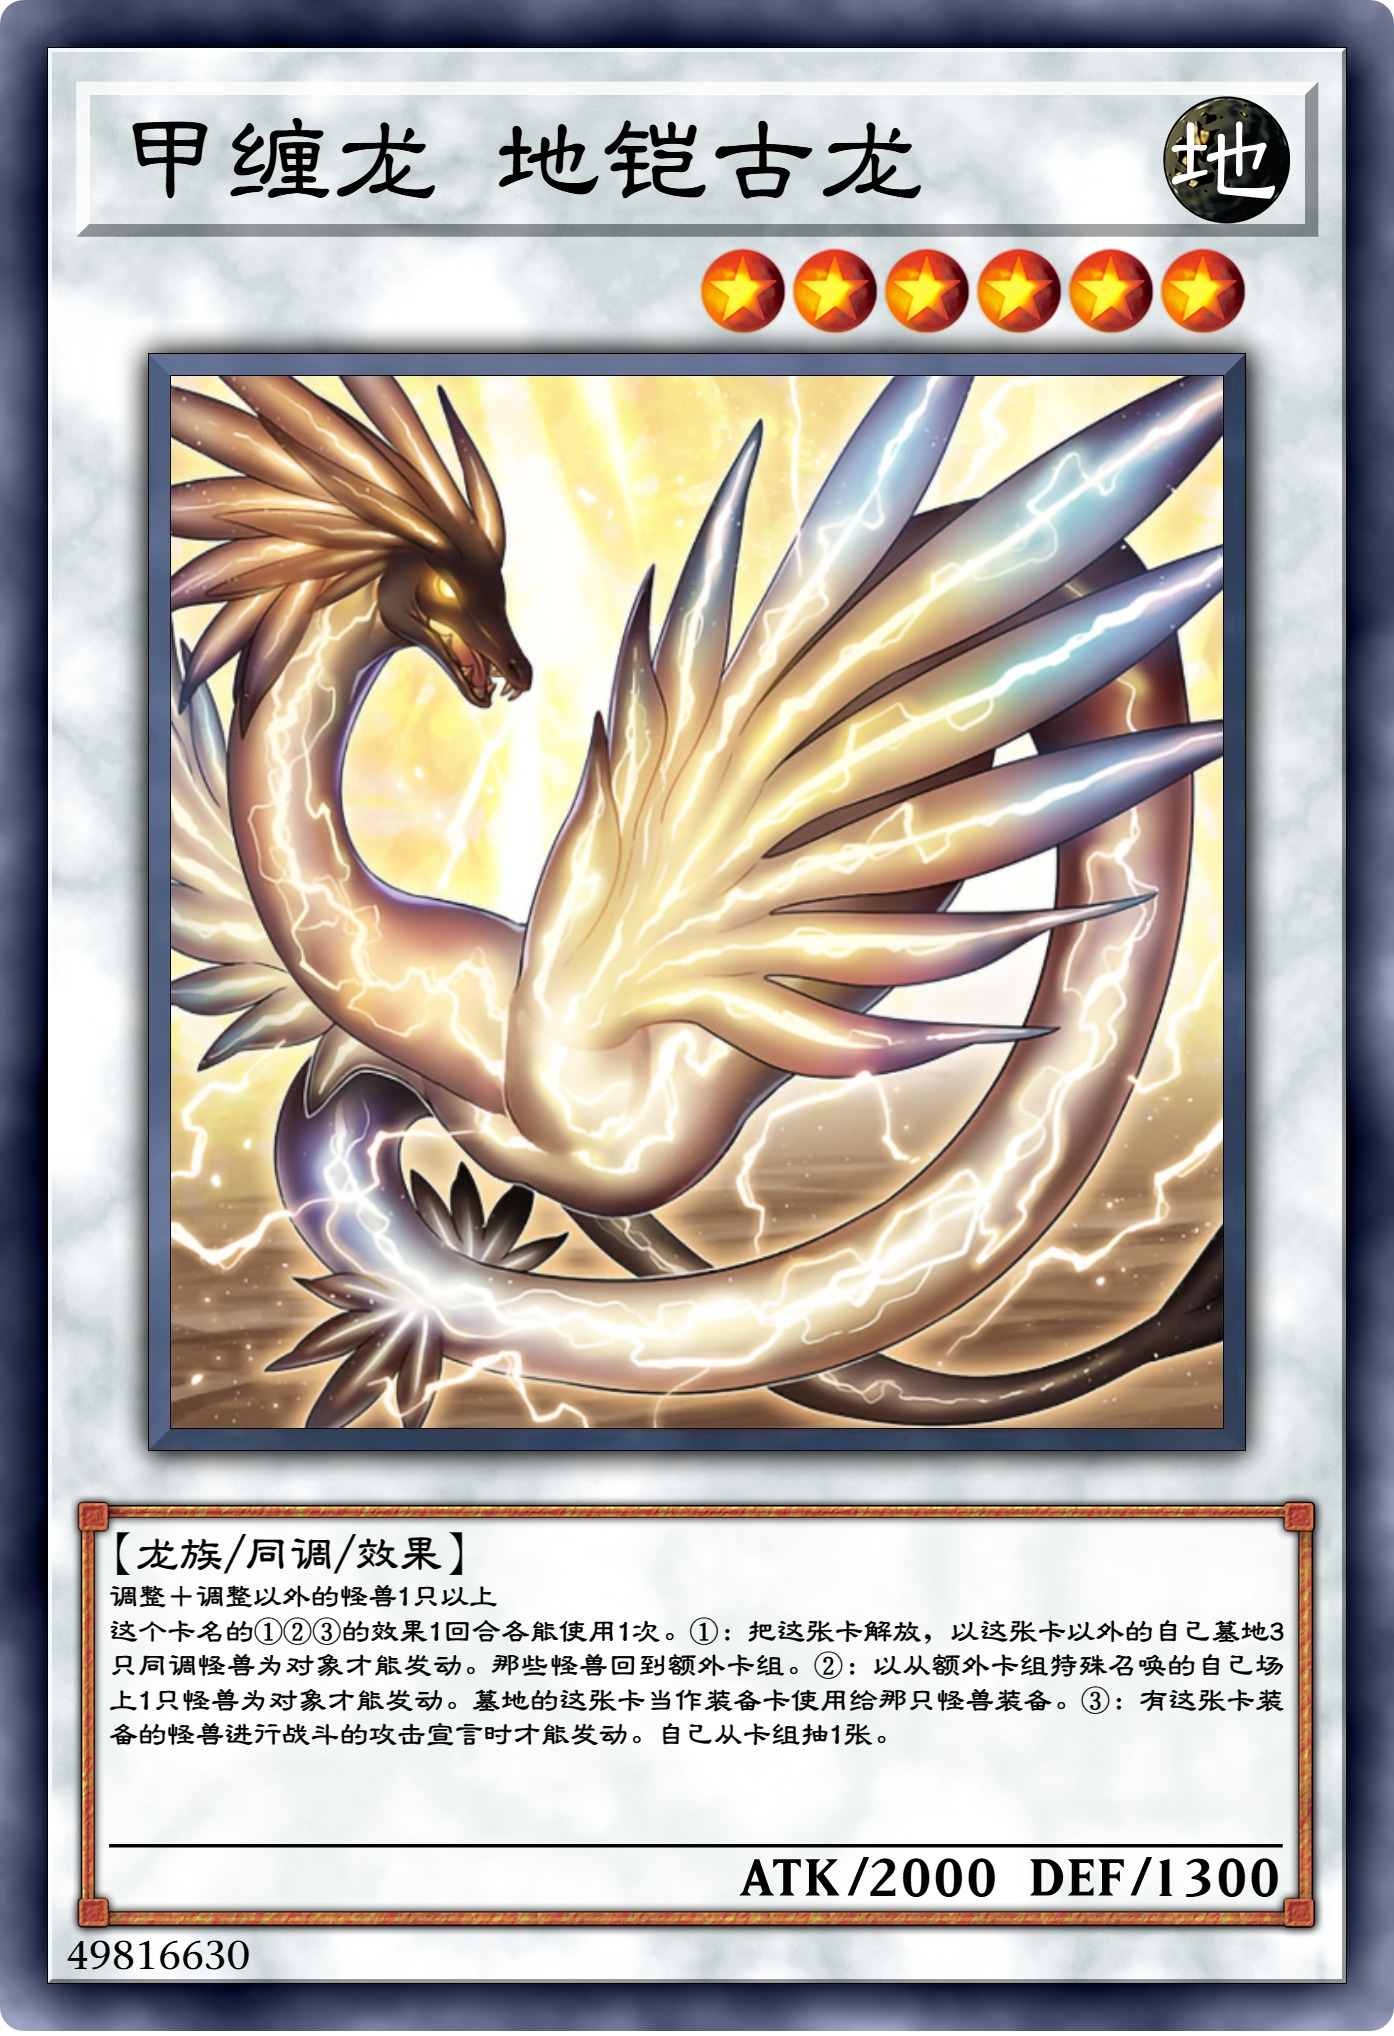 甲缠龙 地铠古龙
地
【龙族/同调/效果】
调整＋调整以外的怪兽1只以上
这个卡名的①②③的效果1回合各能使用1次。①：把这张卡解放，以这张卡以外的自己墓地3
只同调怪兽为对象才能发动。那些怪兽回到额外卡组。②：以从额外卡组特殊召唤的自己场
上1只怪兽为对象才能发动。墓地的这张卡当作装备卡使用给那只怪兽装备。③：有这张卡装
备的怪兽进行战斗的攻击宣言时才能发动。自己从卡组抽1张。
ATK/2000 DEF/1300
49816630